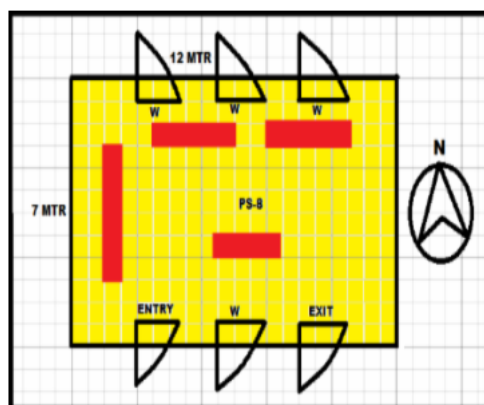 12 MTR
W W W
N
7 MTR
PS-8
ENTRY W EXIT